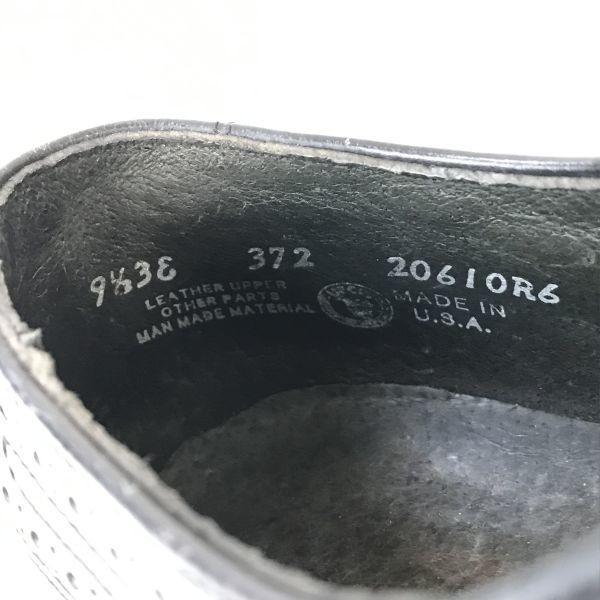 9½3E 372 20610R6
LEATHER UPPER
OTHER PARTS
MAN MADE MATERIAL
MADE IN
U.S.A.